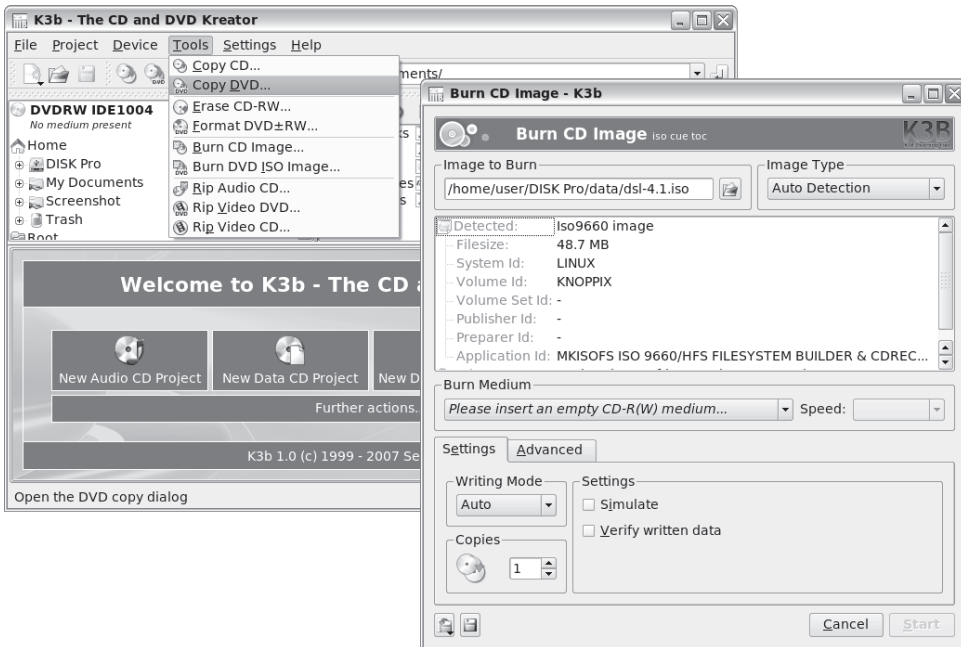 K3b - The CD and DVD Kreator
File Project Device Tools Settings Help
Copy CD...
Copy DVD...
Erase CD-RW...
Format DVD±RW...
Burn CD Image...
Burn DVD ISO Image...
Rip Audio CD...
Rip Video DVD...
Rip Video CD...
ments/
DVDRW IDE1004
No medium present
Home
DISK Pro
My Documents
Screenshot
Trash
Root
Welcome to K3b - The CD
New Audio CD Project New Data CD Project New D
Further actions..
K3b 1.0 (c) 1999 - 2007 Se
Open the DVD copy dialog
Burn CD Image - K3b
Burn CD Image iso cue toc
K3B
Image to Burn
/home/user/DISK Pro/data/dsl-4.1.iso
Image Type
Auto Detection
Detected: Iso9660 image
Filesize: 48.7 MB
System Id: LINUX
Volume Id: KNOPPIX
Volume Set Id: -
Publisher Id: -
Preparer Id: -
Application Id: MKISOFS ISO 9660/HFS FILESYSTEM BUILDER & CDREC...
Burn Medium
Please insert an empty CD-R(W) medium... Speed:
Settings Advanced
Writing Mode
Auto
Copies
1
Settings
Simulate
Verify written data
Cancel Start